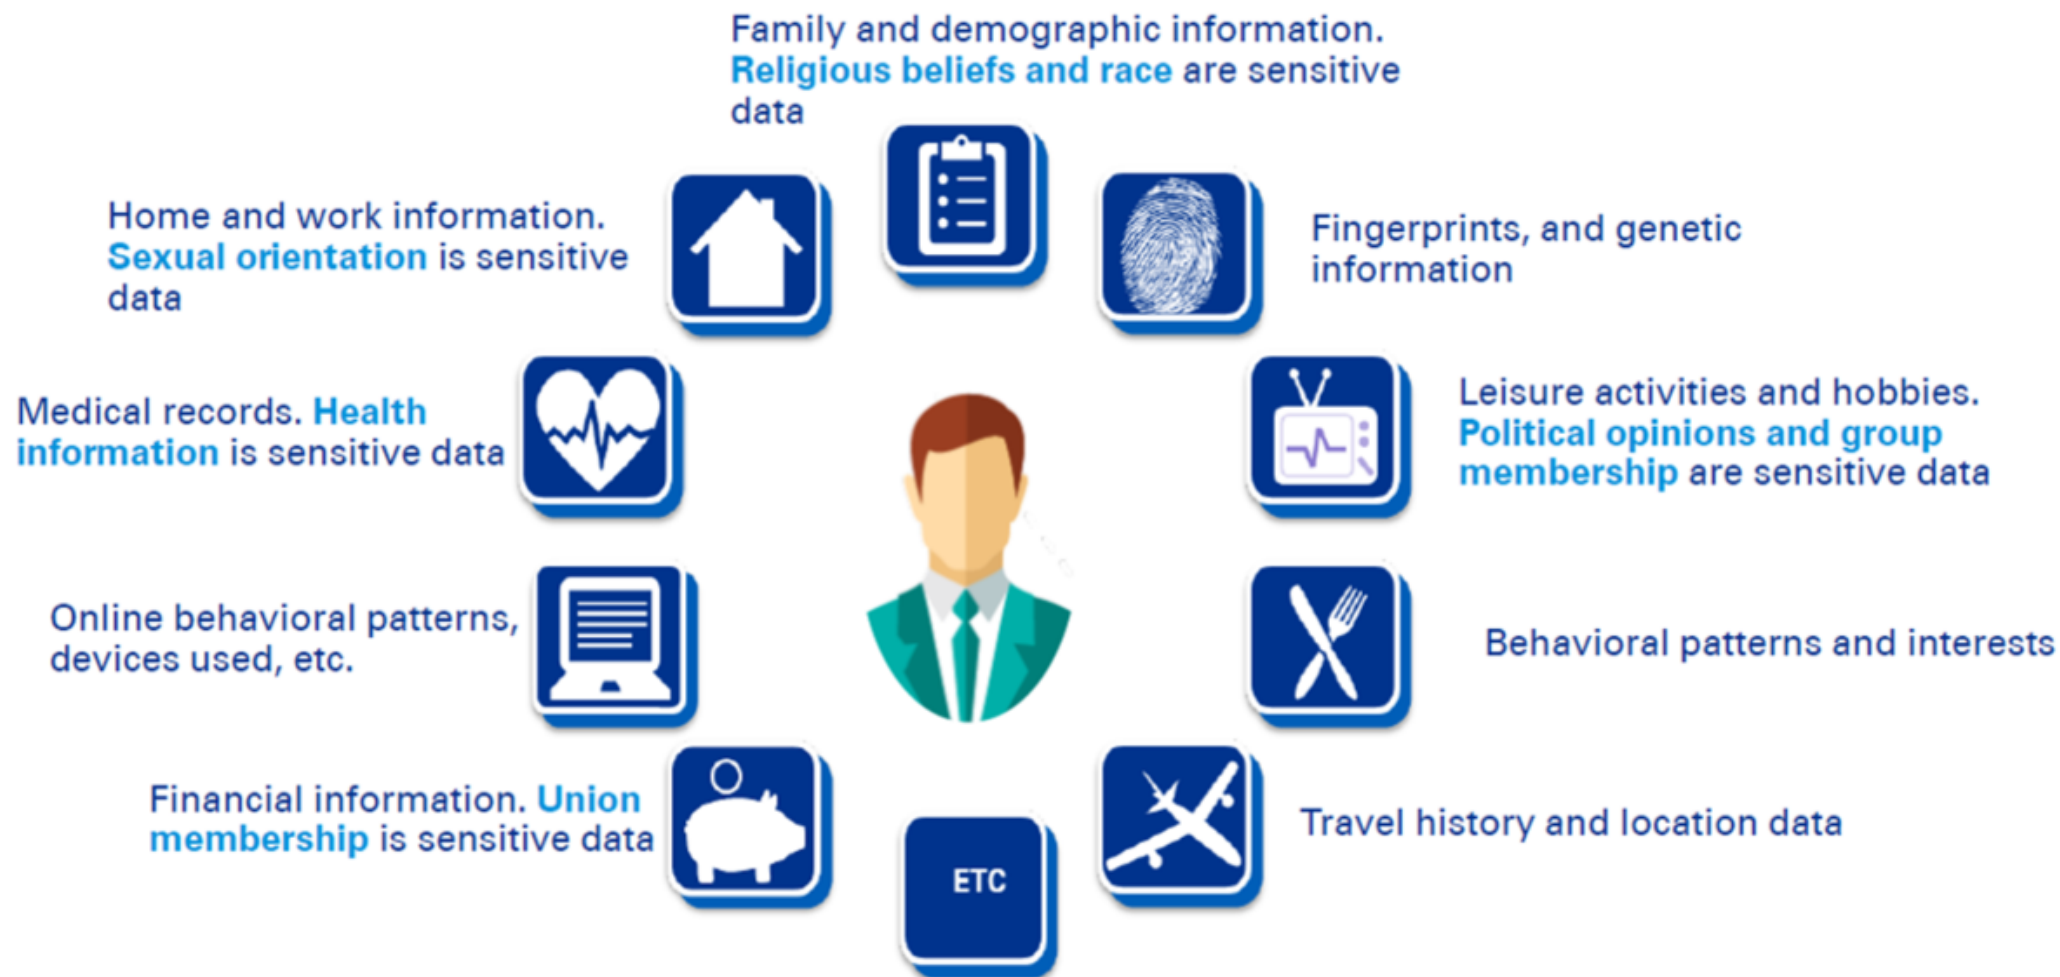 Family and demographic information.
Religious beliefs and race are sensitive
data
Home and work information.
Sexual orientation is sensitive
data
Fingerprints, and genetic
information
Medical records. Health
information is sensitive data
Leisure activities and hobbies.
Political opinions and group
membership are sensitive data
Online behavioral patterns,
devices used, etc.
Behavioral patterns and interests
Financial information. Union
membership is sensitive data
Travel history and location data
ETC